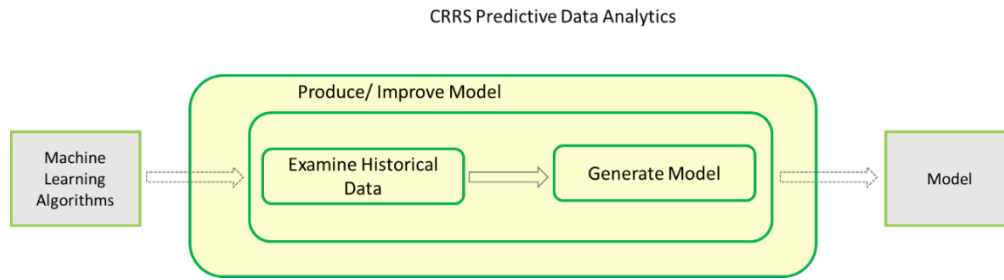 CRRS Predictive Data Analytics
Produce/ Improve Model
Machine
Learning
Algorithms
Examine Historical
Data
Generate Model
Model